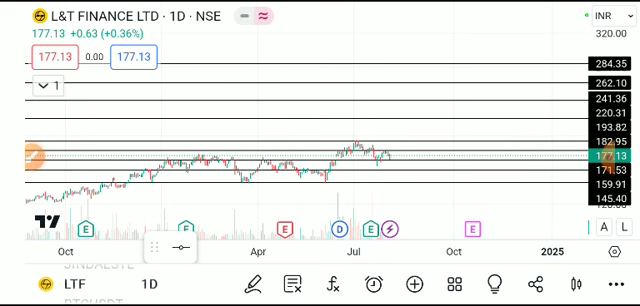 L&T FINANCE LTD · 1D · NSE
INR
177.13 +0.63 (+0.36%)
320.00
177.13 0.00 177.13
284.35
1
262.10
241.36
220.31
193.82
182.95
177.13
171.53
159.91
145.40
E E E D E E
A L
Oct Apr Jul Oct 2025
LTF 1D